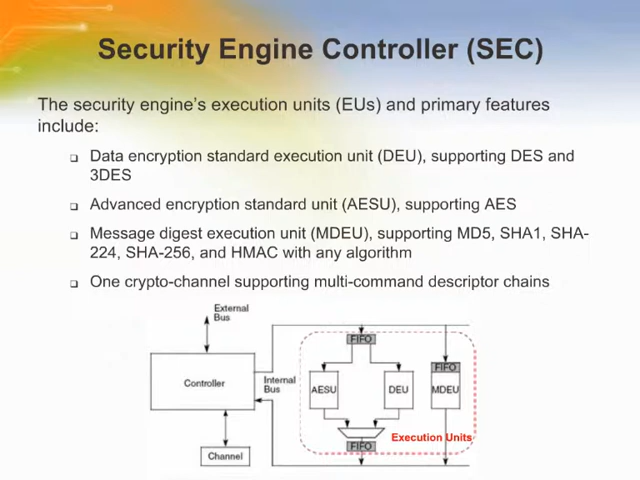 Security Engine Controller (SEC)
The security engine's execution units (EUs) and primary features
include:
Data encryption standard execution unit (DEU), supporting DES and
3DES
Advanced encryption standard unit (AESU), supporting AES
Message digest execution unit (MDEU), supporting MD5, SHA1, SHA-
224, SHA-256, and HMAC with any algorithm
One crypto-channel supporting multi-command descriptor chains
External
Bus
FIFO
Controller
Internal
Bus
AESU
DEU
FIFO
MDEU
Execution Units
FIFO
Channel